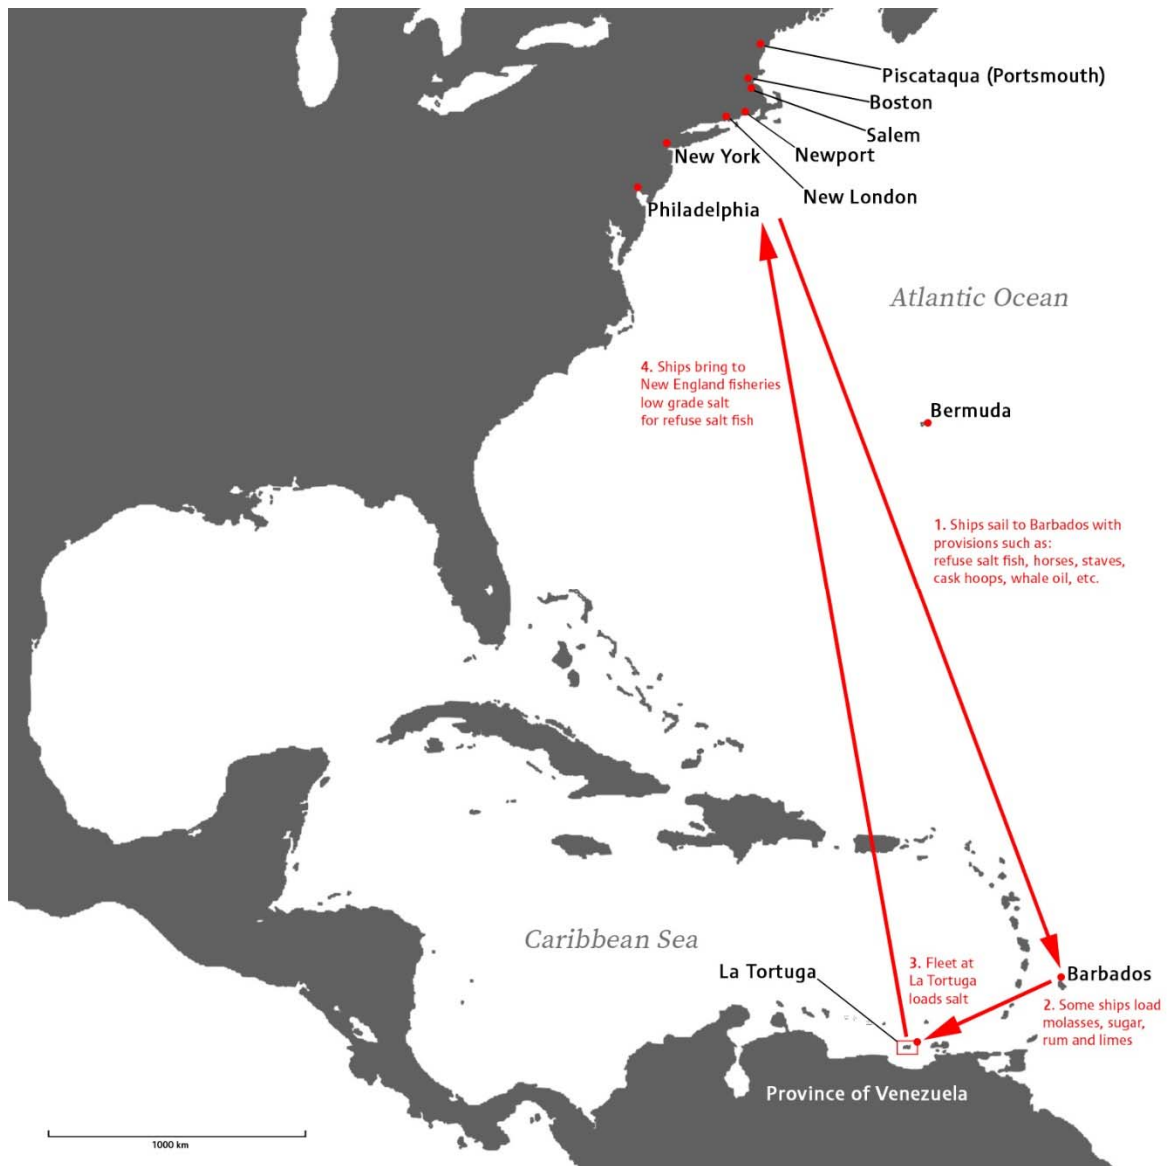 Piscataqua (Portsmouth)
Boston
Salem
Newport
New York
New London
Philadelphia
Atlantic Ocean
4. Ships bring to
New England fisheries
low grade salt
for refuse salt fish
Bermuda
1. Ships sail to Barbados with
provisions such as:
refuse salt fish, horses, staves,
cask hoops, whale oil, etc.
Caribbean Sea
La Tortuga
3. Fleet at
La Tortuga
loads salt
Barbados
2. Some ships load
molasses, sugar,
rum and limes
Province of Venezuela
1000 km